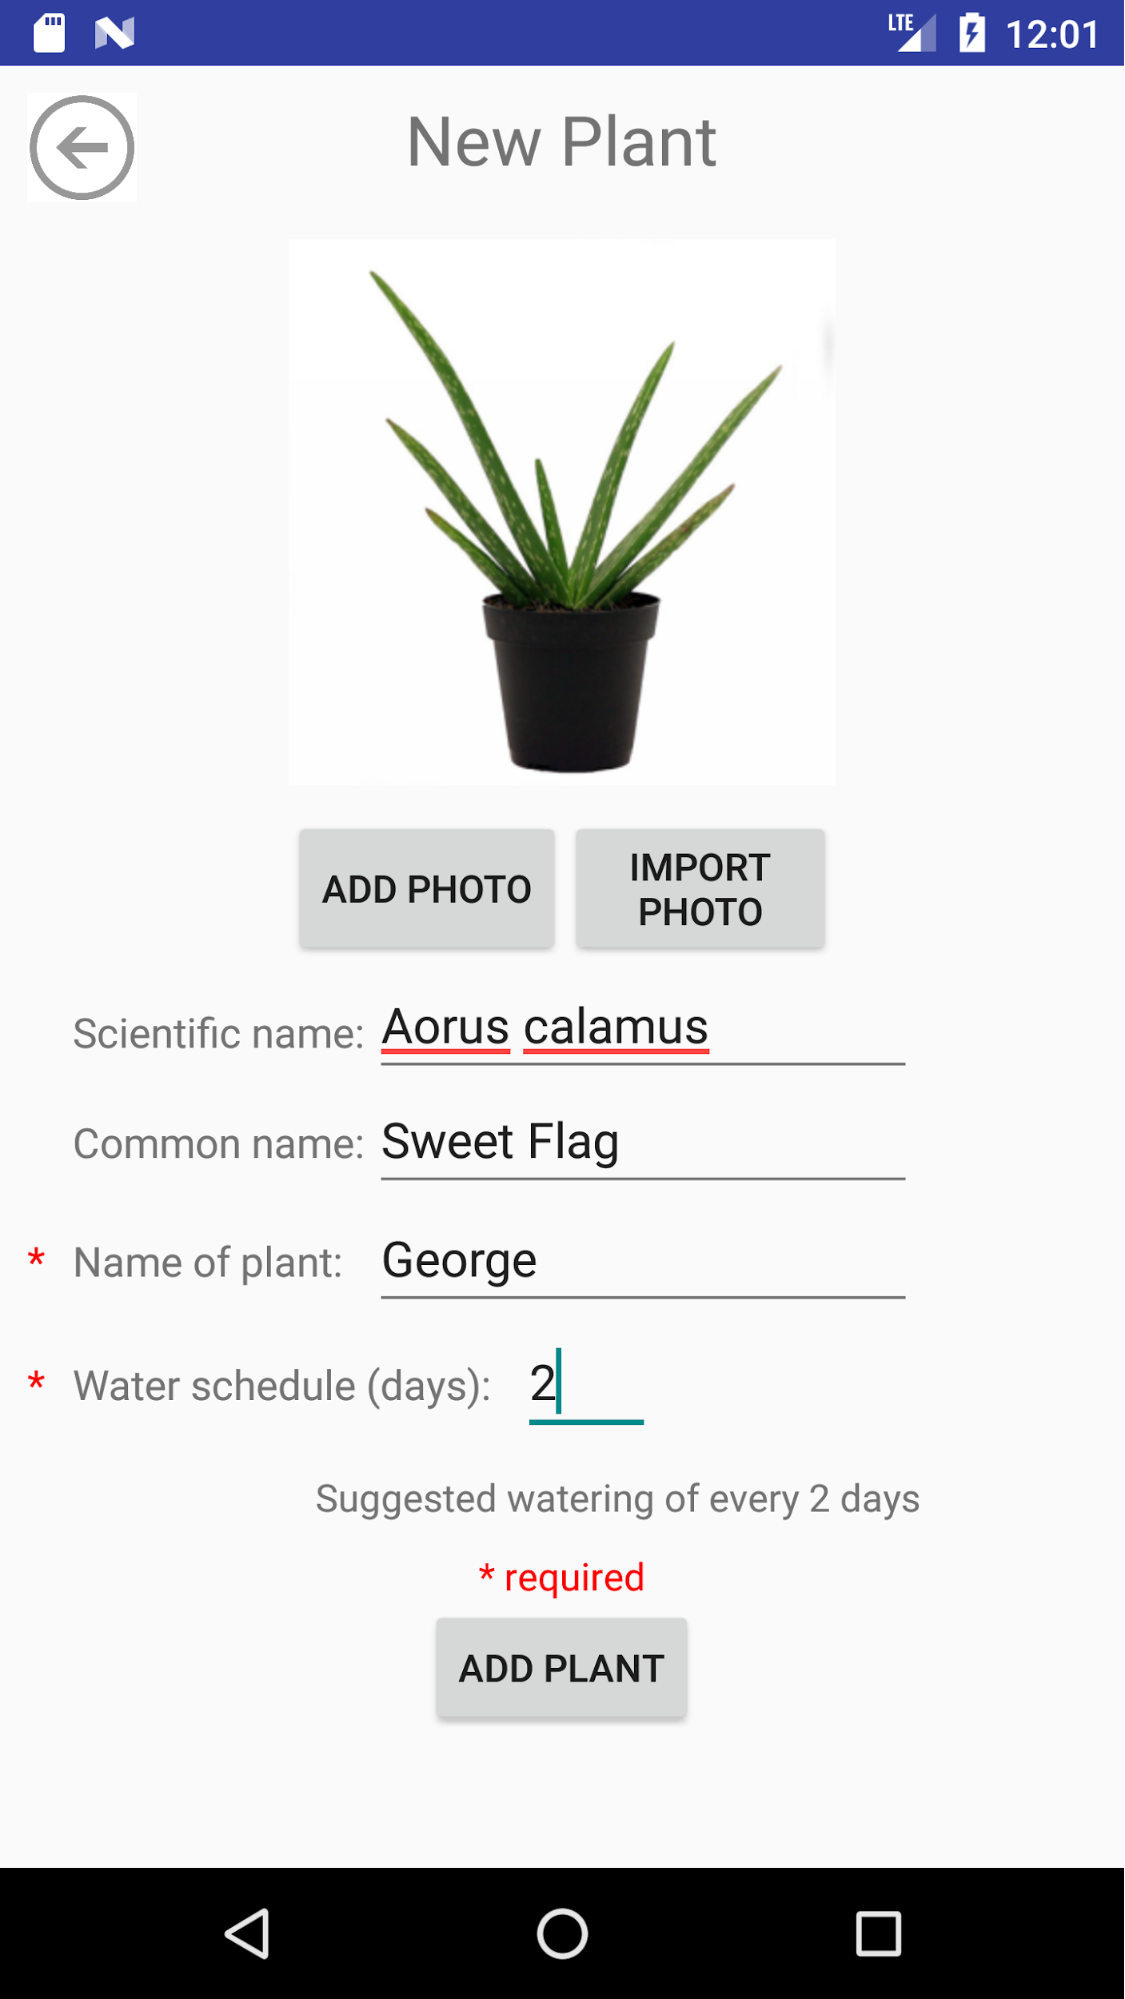 LTE 12:01
New Plant
ADD PHOTO
IMPORT
PHOTO
Scientific name: Aorus calamus
Common name: Sweet Flag
* Name of plant: George
* Water schedule (days): 2
Suggested watering of every 2 days
* required
ADD PLANT